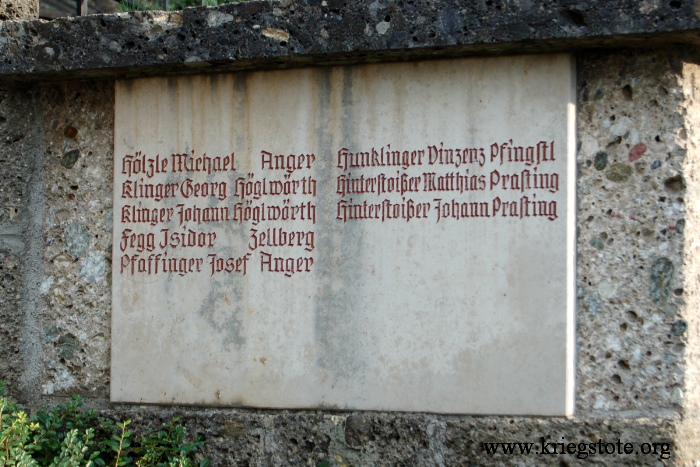 Hölzle Michael Anger
Klinger Georg Höglwörth
Klinger Johann Höglwörth
Fegg Isidor Zellberg
Pfaffinger Josef Anger
Hunklinger Vinzenz Pfingstl
Hinterstoißer Matthias Prasting
Hinterstoißer Johann Prasting
www.kriegstote.org